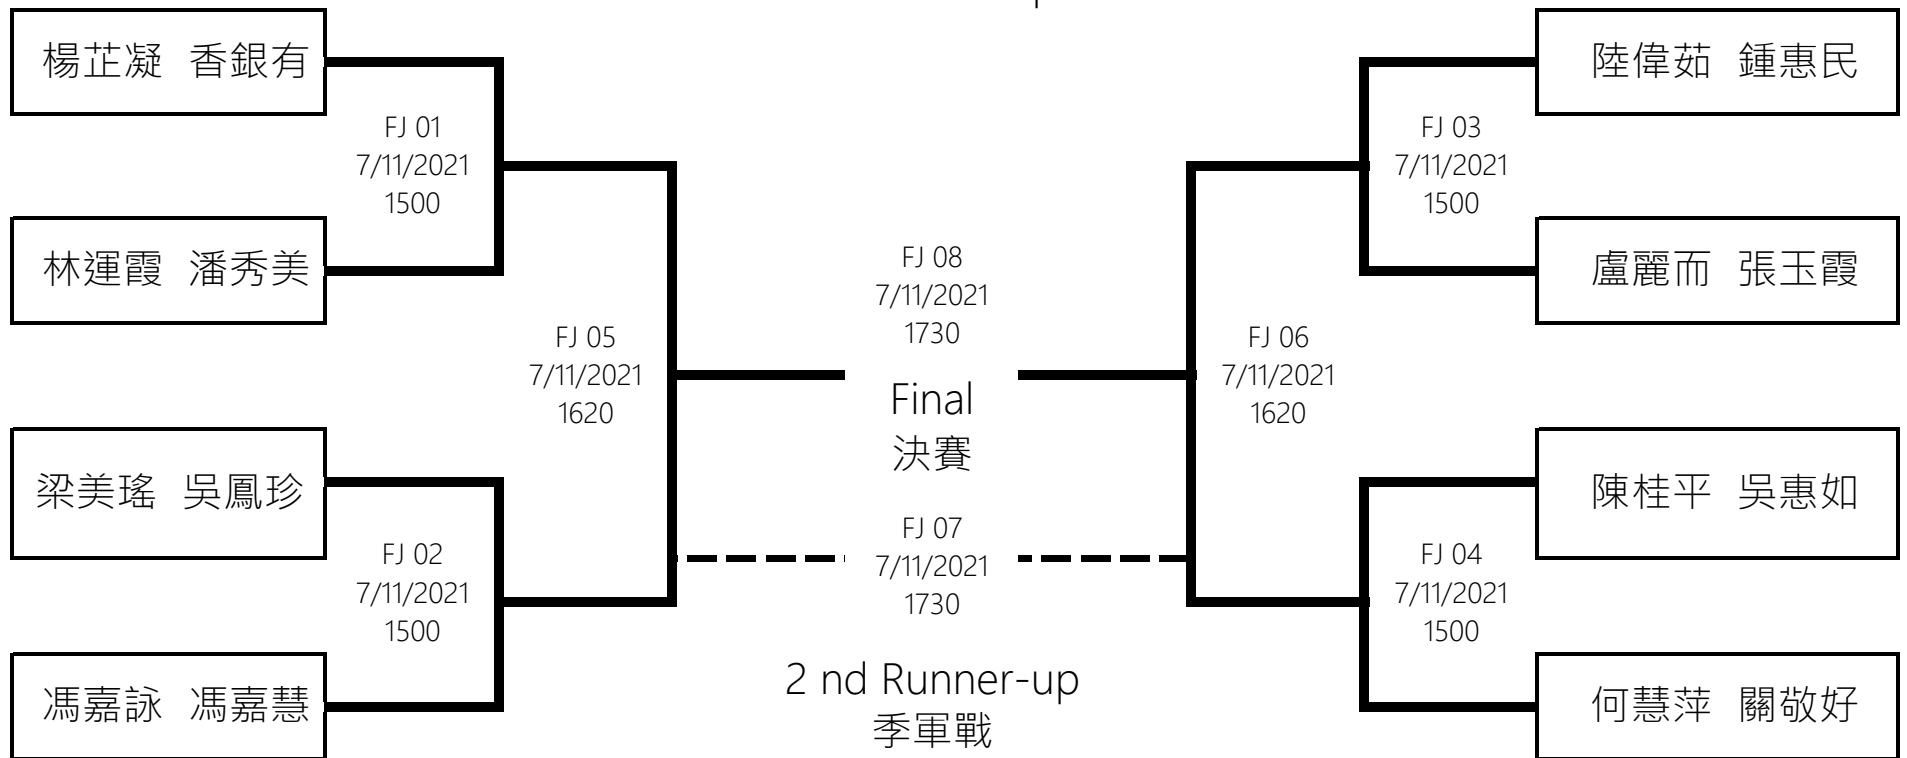 楊芷凝 香銀有
陸偉茹 鍾惠民
FJ 01
7/11/2021
1500
FJ 03
7/11/2021
1500
林運霞 潘秀美
盧麗而 張玉霞
FJ 08
7/11/2021
1730
FJ 05
7/11/2021
1620
FJ 06
7/11/2021
1620
Final
決賽
梁美瑤 吳鳳珍
陳桂平 吳惠如
FJ 07
7/11/2021
1730
FJ 02
7/11/2021
1500
FJ 04
7/11/2021
1500
2 nd Runner-up
季軍戰
馮嘉詠 馮嘉慧
何慧萍 關敬好